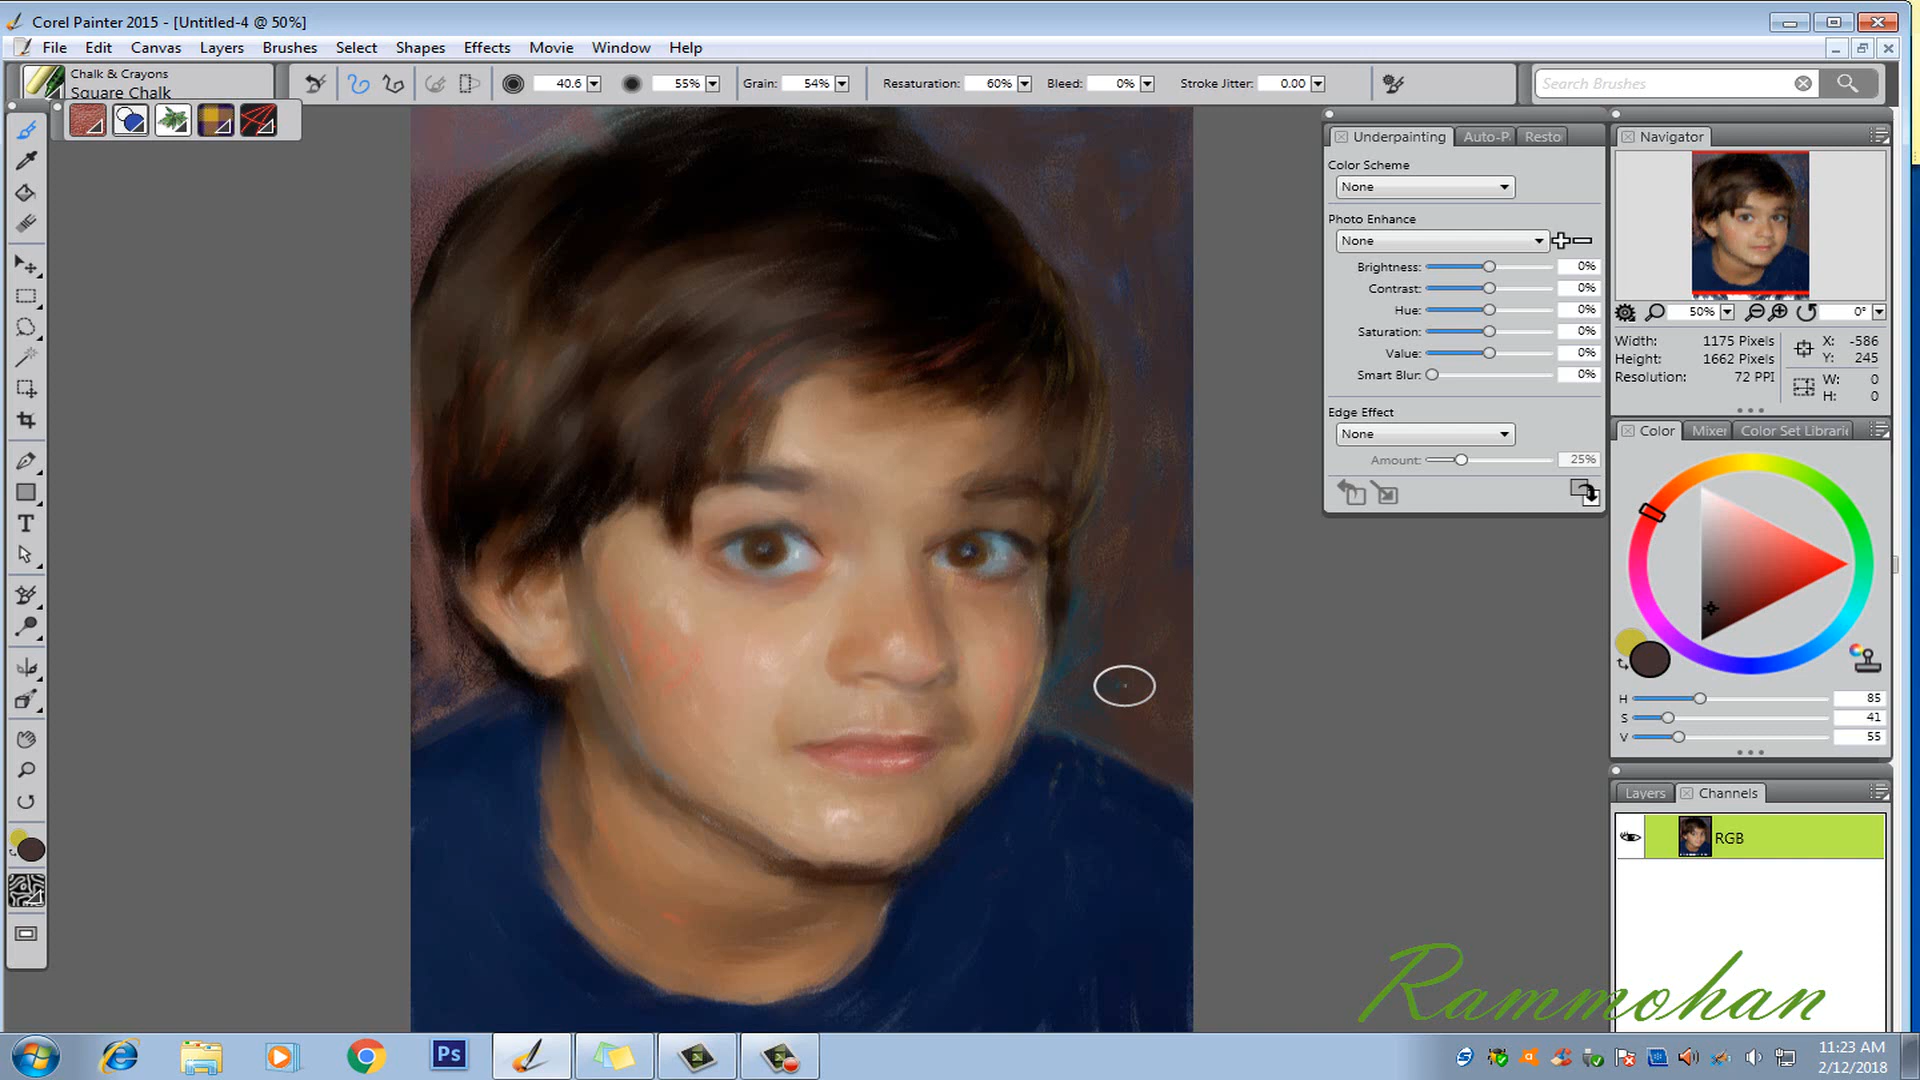 Corel Painter 2015 - [Untitled-4 @ 50%]
File Edit Canvas Layers Brushes Select Shapes Effects Movie Window Help
Chalk & Crayons
Square Chalk
40.6 55% Grain: 54% Resaturation: 60% Bleed: 0% Stroke Jitter: 0.00
Search Brushes
Underpainting Auto-P. Resto
Color Scheme
None
Photo Enhance
None
Brightness: 0%
Contrast: 0%
Hue: 0%
Saturation: 0%
Value: 0%
Smart Blur: 0%
Edge Effect
None
Amount: 25%
Navigator
50% 0°
Width: 1175 Pixels
Height: 1662 Pixels
Resolution: 72 PPI
X: -586
Y: 245
W: 0
H: 0
Color Mixer Color Set Librari
H 85
S 41
V 55
Layers Channels
RGB
T
Rammohan
Ps
11:23 AM
2/12/2018